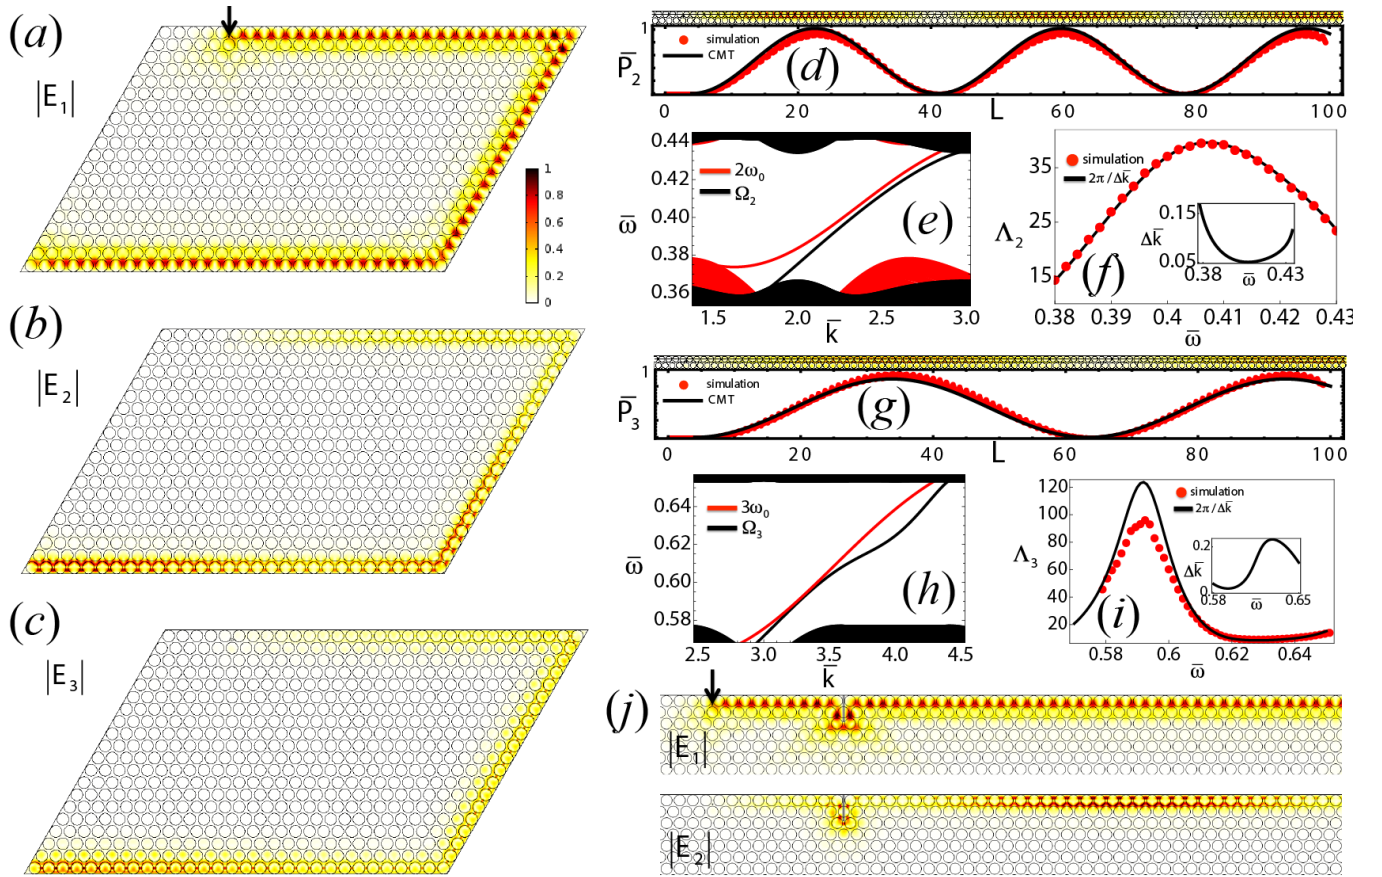 (a)
|E₁|
1
0.8
0.6
0.4
0.2
0
(b)
|E₂|
(c)
|E₃|
1
P̄₂
simulation
CMT
(d)
0 20 40 60 80 100
L
0.44
0.42
0.40
0.38
0.36
ω̄
2ω₀
Ω₂
(e)
1.5 2.0 2.5 3.0
k̄
35
25
15
Λ₂
simulation
2π/Δk̄
(f)
0.17
Δk̄
0.05
0.38 ω̄ 0.43
0.38 0.39 0.4 0.41 0.42 0.43
ω̄
1
P̄₃
simulation
CMT
(g)
0 20 40 60 80 100
L
0.64
0.62
0.60
0.58
ω̄
3ω₀
Ω₃
(h)
2.5 3.0 3.5 4.0 4.5
k̄
120
100
80
60
40
20
Λ₃
simulation
2π/Δk̄
(i)
0.2
Δk̄
0
0.58 ω̄ 0.65
0.58 0.6 0.62 0.64
ω̄
(j)
|E₁|
|E₂|